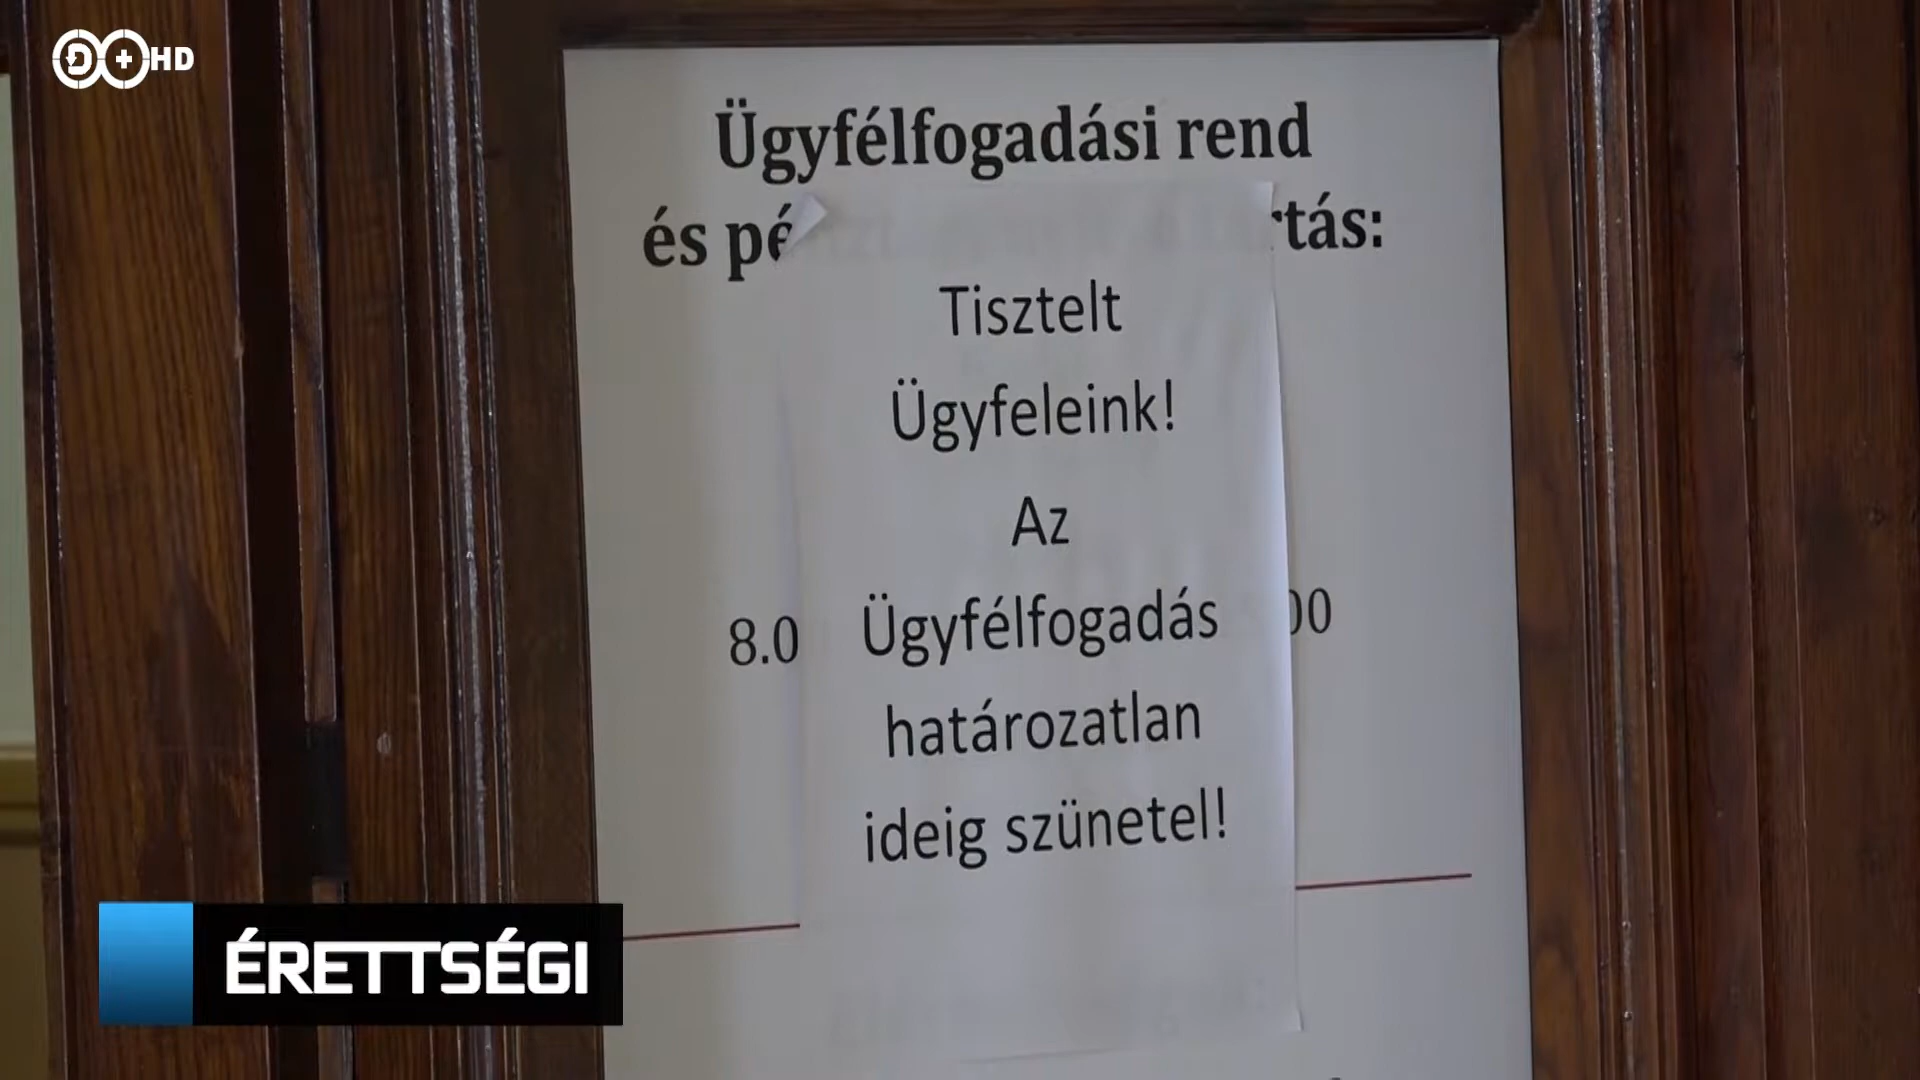 D+HD
Ügyfélfogadási rend
és pé rtás:
Tisztelt
Ügyfeleink!
Az
8.0 Ügyfélfogadás 00
határozatlan
ideig szünetel!
ÉRETTSÉGI